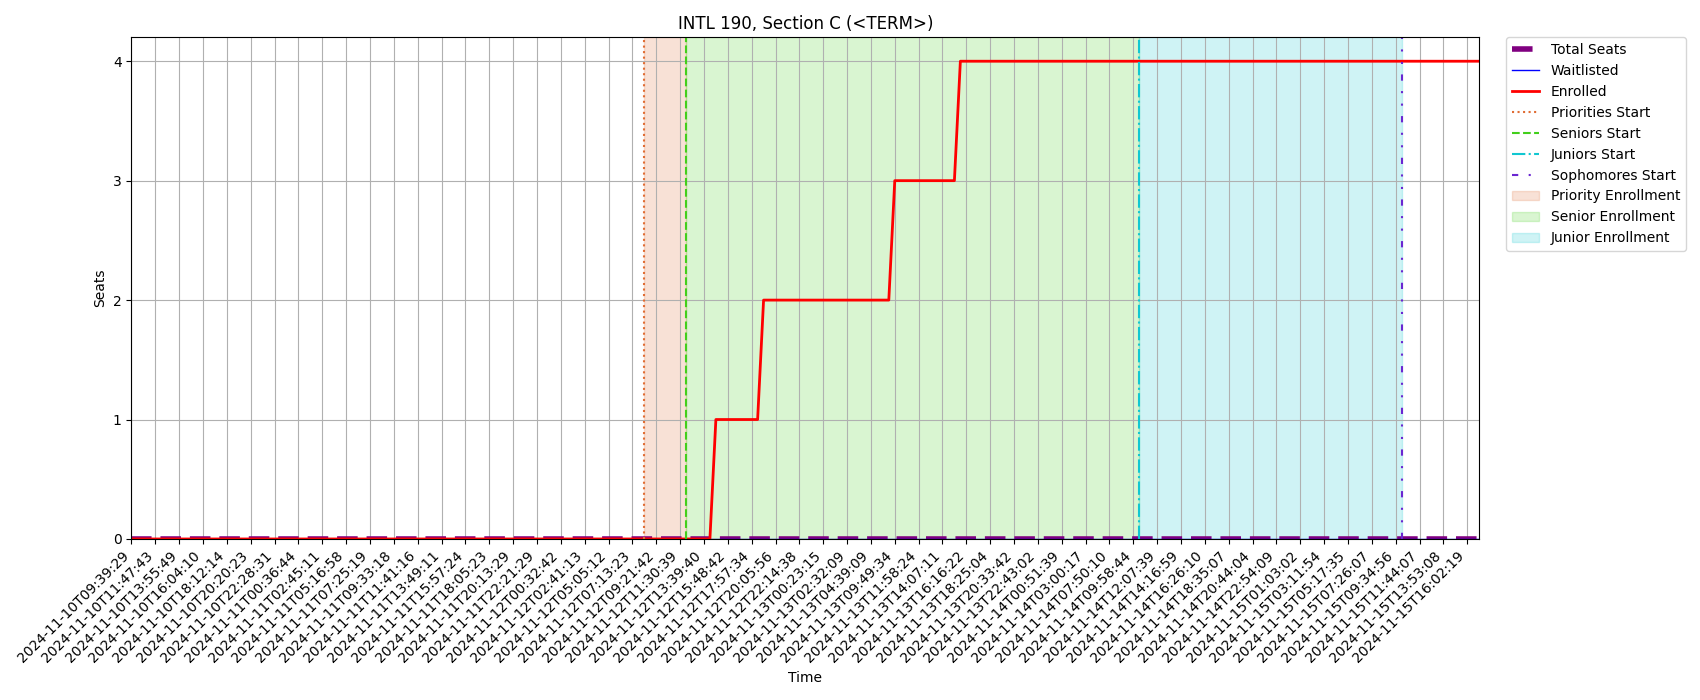 INTL 190, Section C (<TERM>)
Seats
4
3
2
1
0
2024-11-10T09:39:29
2024-11-10T11:47:43
2024-11-10T13:55:49
2024-11-10T16:04:10
2024-11-10T18:12:14
2024-11-10T20:20:23
2024-11-10T22:28:31
2024-11-11T00:36:44
2024-11-11T02:45:11
2024-11-11T05:16:58
2024-11-11T07:25:19
2024-11-11T09:33:18
2024-11-11T11:41:16
2024-11-11T13:49:11
2024-11-11T15:57:24
2024-11-11T18:05:23
2024-11-11T20:13:29
2024-11-11T22:21:29
2024-11-12T00:32:42
2024-11-12T02:41:13
2024-11-12T05:05:12
2024-11-12T07:13:23
2024-11-12T09:21:42
2024-11-12T11:30:39
2024-11-12T13:39:40
2024-11-12T15:48:42
2024-11-12T17:57:34
2024-11-12T20:05:56
2024-11-12T22:14:38
2024-11-13T00:23:15
2024-11-13T02:32:09
2024-11-13T04:39:09
2024-11-13T09:49:34
2024-11-13T11:58:24
2024-11-13T14:07:11
2024-11-13T16:16:22
2024-11-13T18:25:04
2024-11-13T20:33:42
2024-11-13T22:43:02
2024-11-14T00:51:39
2024-11-14T03:00:17
2024-11-14T07:50:10
2024-11-14T09:58:44
2024-11-14T12:07:39
2024-11-14T14:16:59
2024-11-14T16:26:10
2024-11-14T18:35:07
2024-11-14T20:44:04
2024-11-14T22:54:09
2024-11-15T01:03:02
2024-11-15T03:11:54
2024-11-15T05:17:35
2024-11-15T07:26:07
2024-11-15T09:34:56
2024-11-15T11:44:07
2024-11-15T13:53:08
2024-11-15T16:02:19
Time
Total Seats
Waitlisted
Enrolled
Priorities Start
Seniors Start
Juniors Start
Sophomores Start
Priority Enrollment
Senior Enrollment
Junior Enrollment